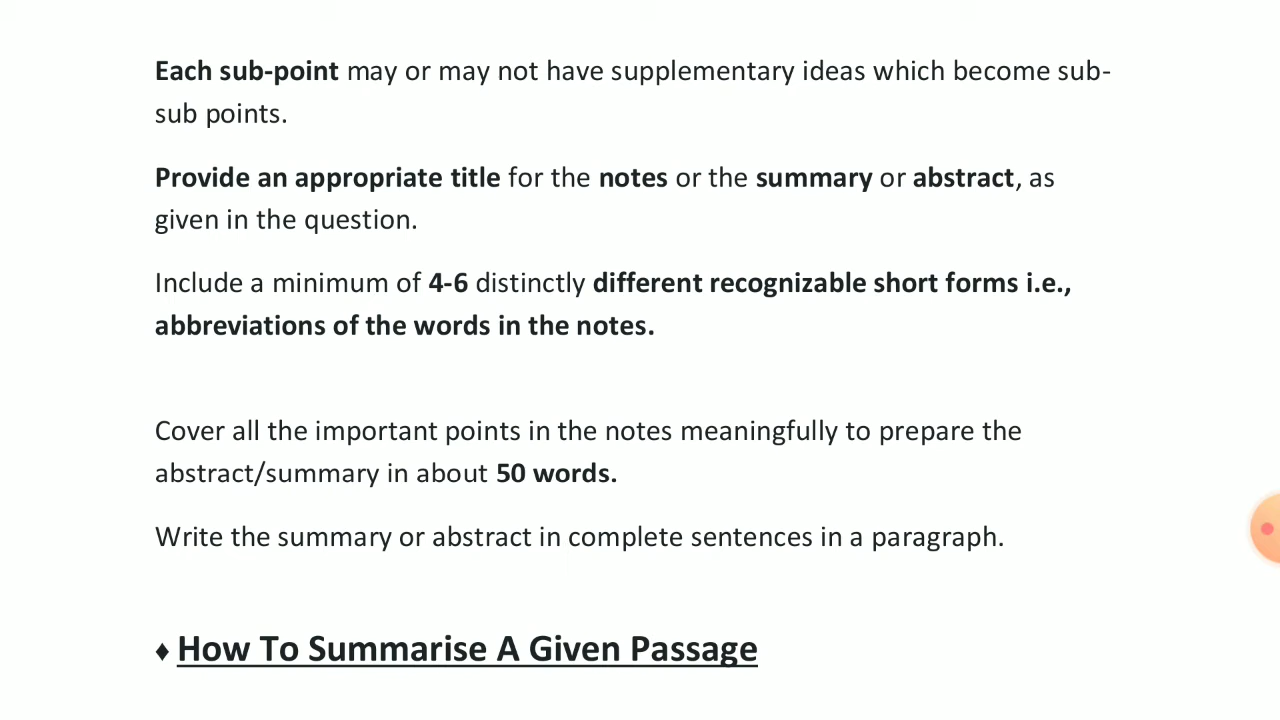 Each sub-point may or may not have supplementary ideas which become sub-
sub points.
Provide an appropriate title for the notes or the summary or abstract, as
given in the question.
Include a minimum of 4-6 distinctly different recognizable short forms i.e.,
abbreviations of the words in the notes.
Cover all the important points in the notes meaningfully to prepare the
abstract/summary in about 50 words.
Write the summary or abstract in complete sentences in a paragraph.
♦ How To Summarise A Given Passage